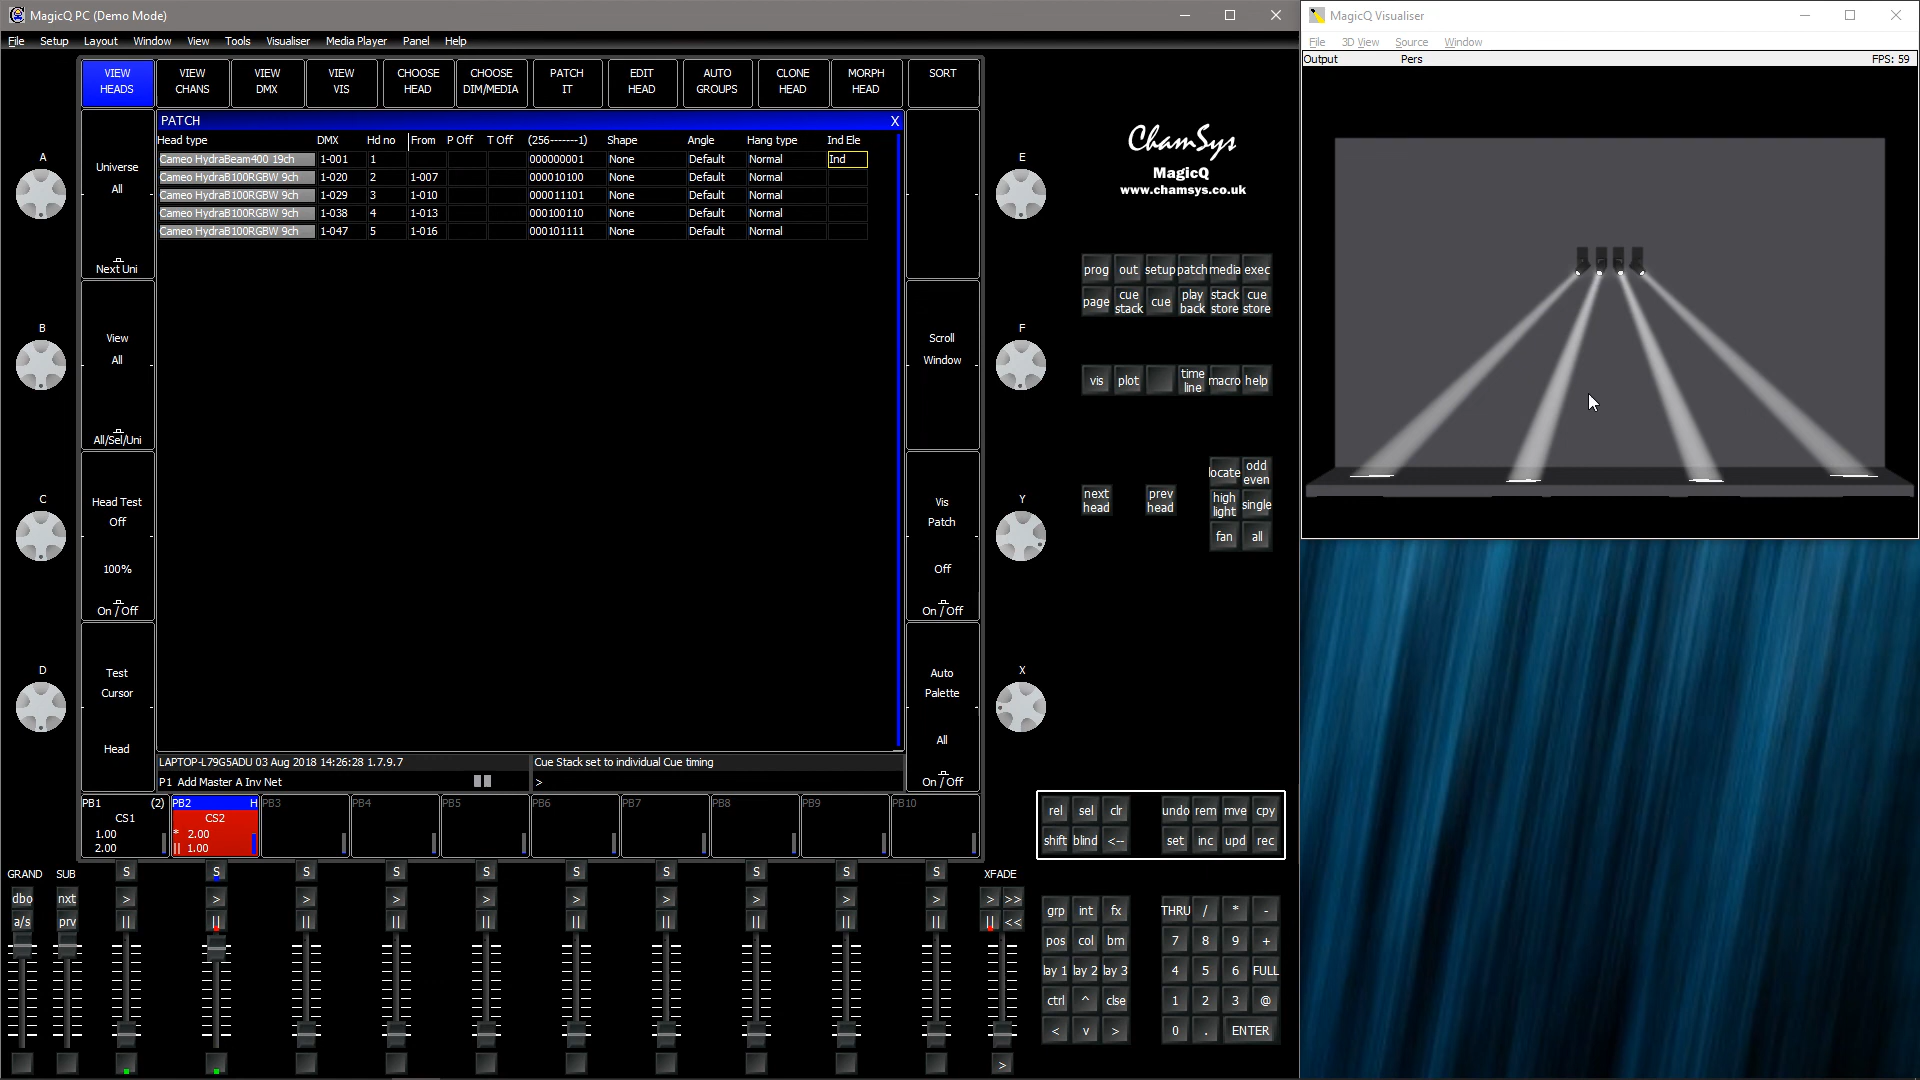 MagicQ PC (Demo Mode)
File Setup Layout Window View Tools Visualiser Media Player Panel Help
VIEW HEADS
VIEW CHANS
VIEW DMX
VIEW VIS
CHOOSE HEAD
CHOOSE DIM/MEDIA
PATCH IT
EDIT HEAD
AUTO GROUPS
CLONE HEAD
MORPH HEAD
SORT
PATCH X
Head type DMX Hd no From P Off T Off (256-------1) Shape Angle Hang type Ind Ele
Cameo HydraBeam400 19ch 1-001 1 000000001 None Default Normal Ind
Cameo HydraB100RGBW 9ch 1-020 2 1-007 000010100 None Default Normal
Cameo HydraB100RGBW 9ch 1-029 3 1-010 000011101 None Default Normal
Cameo HydraB100RGBW 9ch 1-038 4 1-013 000100110 None Default Normal
Cameo HydraB100RGBW 9ch 1-047 5 1-016 000101111 None Default Normal
A
Universe
All
Next Uni
B
View
All
All/Sel/Uni
C
Head Test
Off
100%
On / Off
D
Test
Cursor
Head
E
F
Scroll
Window
Y
Vis
Patch
Off
On / Off
X
Auto
Palette
All
On / Off
LAPTOP-L79G5ADU 03 Aug 2018 14:26:28 1.7.9.7
Cue Stack set to individual Cue timing
P1 Add Master A Inv Net
>
PB1 (2) PB2 H PB3 PB4 PB5 PB6 PB7 PB8 PB9 PB10
CS1 CS2
1.00 * 2.00
2.00 || 1.00
GRAND SUB S S S S S S S S S S XFADE
dbo nxt > > > > > > > > > > > >>
a/s prv || || || || || || || || || || || <<
>
ChamSys
MagicQ
www.chamsys.co.uk
prog out setup patch media exec
page cue stack cue play back stack store cue store
vis plot time line macro help
locate odd even
next head prev head high light single
fan all
rel sel clr undo rem mve cpy
shift blind <-- set inc upd rec
grp int fx THRU / * -
pos col bm 7 8 9 +
lay 1 lay 2 lay 3 4 5 6 FULL
ctrl ^ clse 1 2 3 @
< v > 0 . ENTER
MagicQ Visualiser
File 3D View Source Window
Output Pers FPS: 59